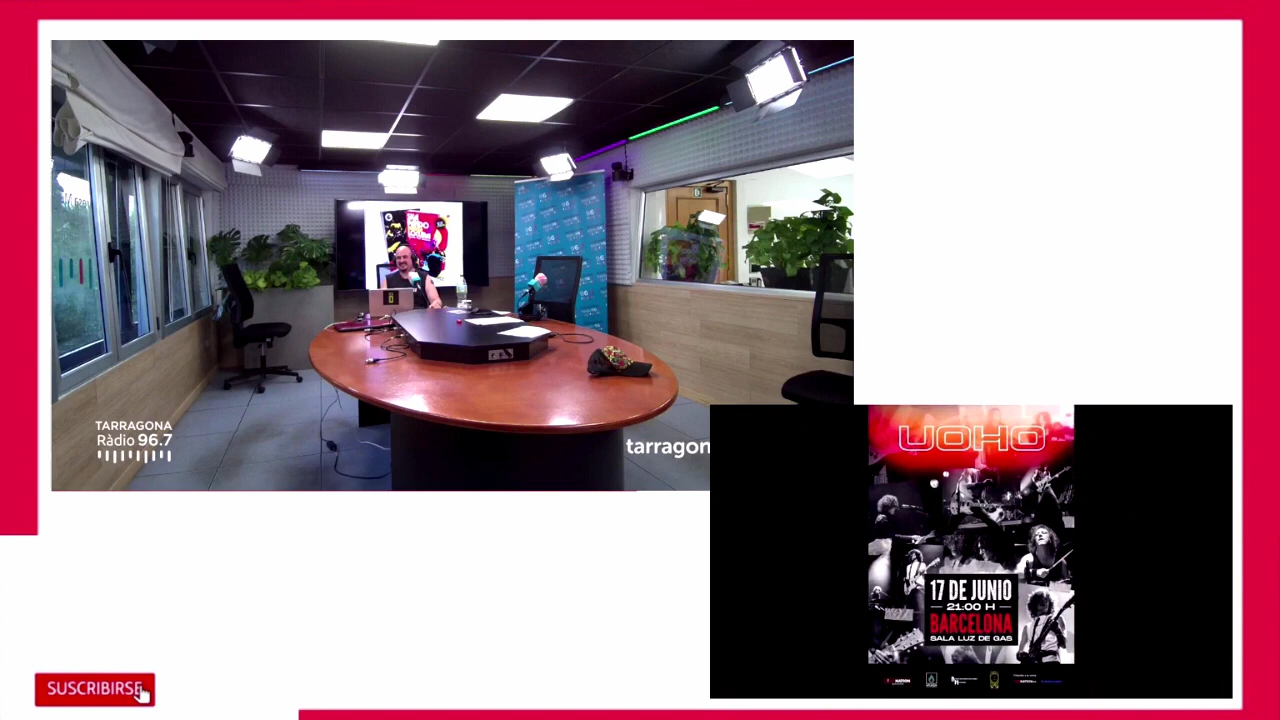 TARRAGONA
Ràdio 96.7
tarragon
UOHO
17 DE JUNIO
21:00 H
BARCELONA
SALA LUZ DE GAS
SUSCRIBIRSE